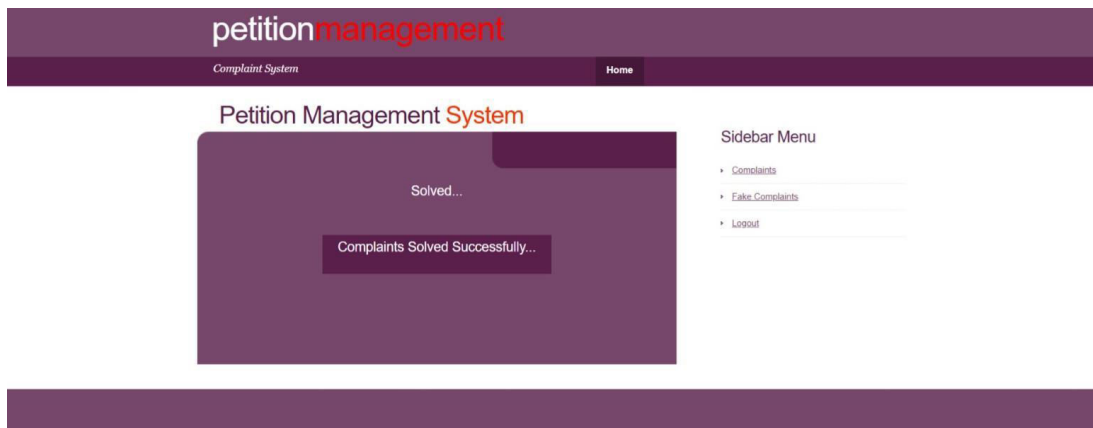 petitionmanagement
Complaint System
Home
Petition Management System
Solved...
Complaints Solved Successfully...
Sidebar Menu
Complaints
Fake Complaints
Logout